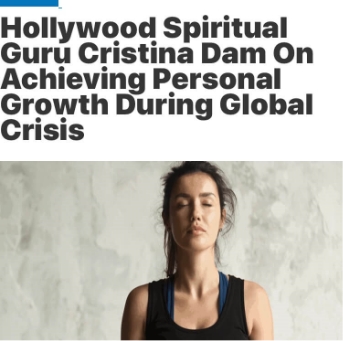 Hollywood Spiritual
Guru Cristina Dam On
Achieving Personal
Growth During Global
Crisis